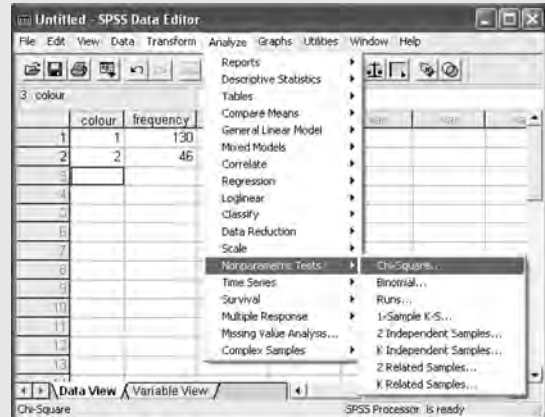 Untitled - SPSS Data Editor
File Edit View Data Transform Analyze Graphs Utilities Window Help
3 colour
colour frequency var var
1 1 130
2 2 46
3
4
5
6
7
8
9
10
11
12
13
Reports
Descriptive Statistics
Tables
Compare Means
General Linear Model
Mixed Models
Correlate
Regression
Loglinear
Classify
Data Reduction
Scale
Nonparametric Tests
Time Series
Survival
Multiple Response
Missing Value Analysis...
Complex Samples
Chi-Square...
Binomial...
Runs...
1-Sample K-S...
2 Independent Samples...
K Independent Samples...
2 Related Samples...
K Related Samples...
Data View Variable View
Chi-Square SPSS Processor is ready